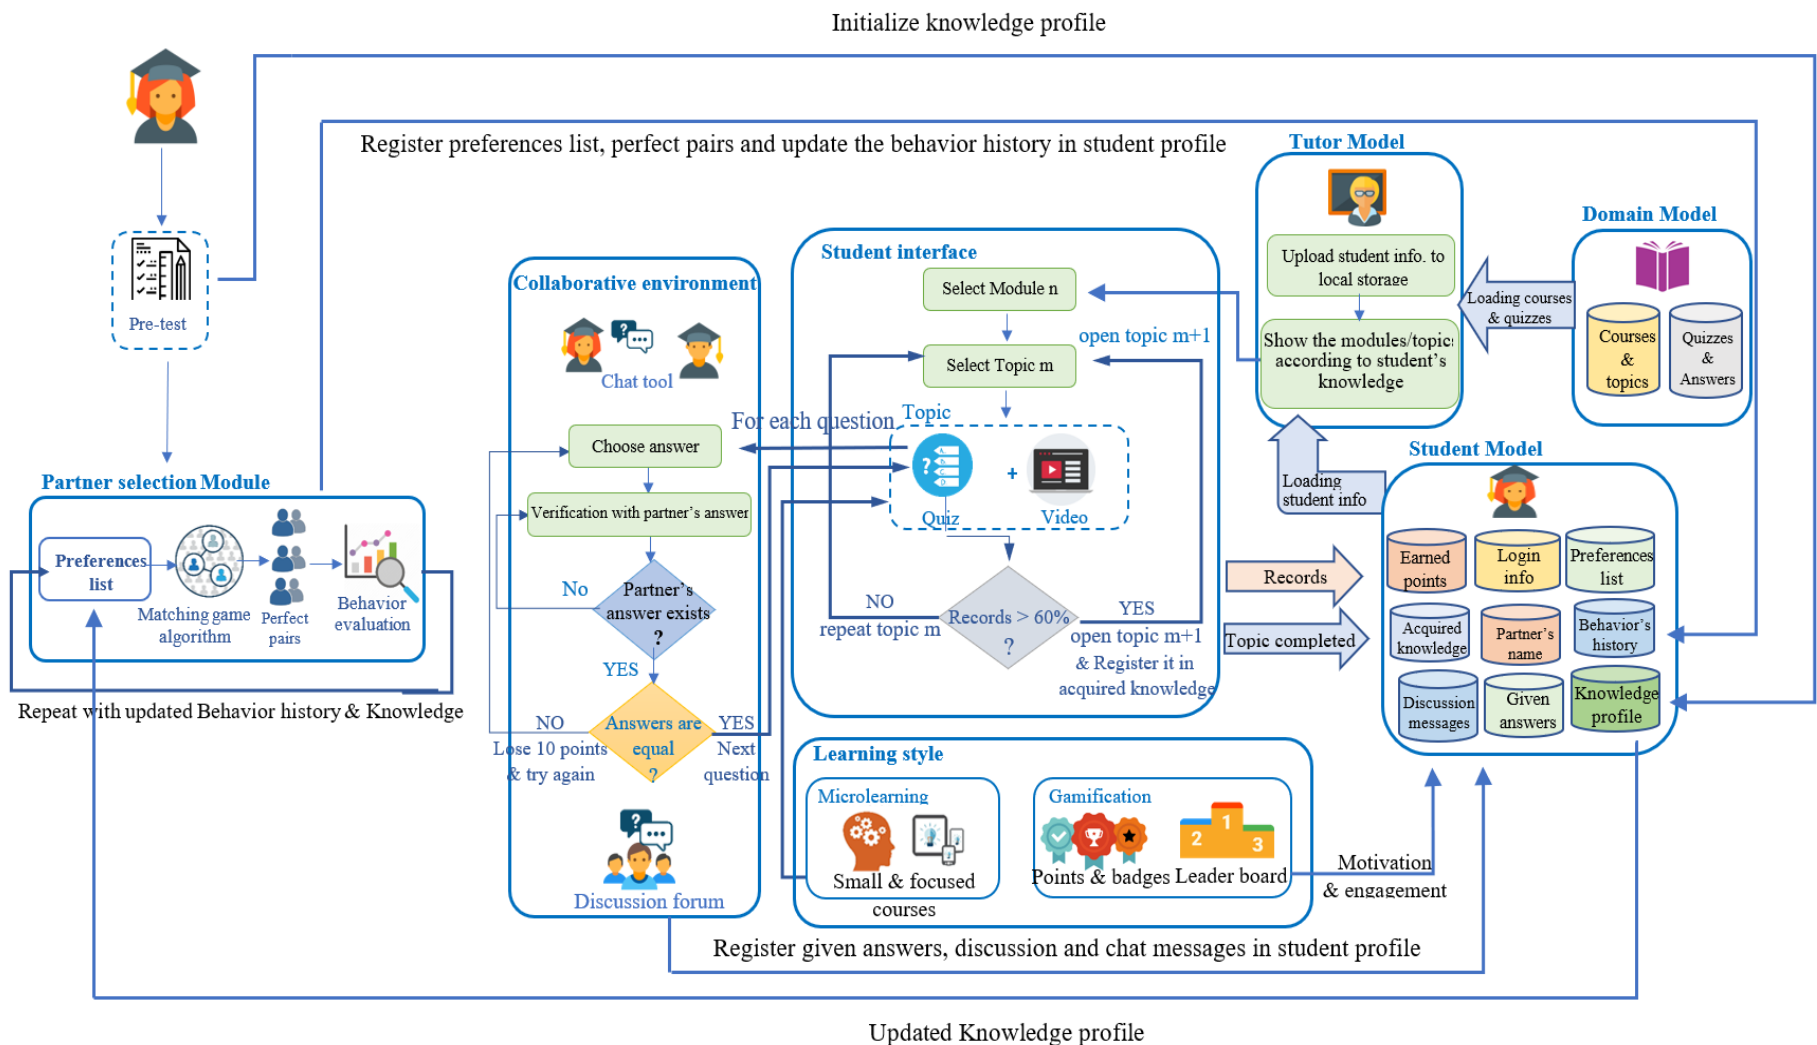 Initialize knowledge profile
Register preferences list, perfect pairs and update the behavior history in student profile
Pre-test
Partner selection Module
Preferences
list
Matching game
algorithm
Perfect
pairs
Behavior
evaluation
Repeat with updated Behavior history & Knowledge
Collaborative environment
Chat tool
Choose answer
Verification with partner's answer
No
Partner's
answer exists
?
YES
NO
Lose 10 points
& try again
Answers are
equal
?
YES
Next
question
Discussion forum
For each question
Student interface
Select Module n
open topic m+1
Select Topic m
Topic
?
A.
B.
C.
D.
+
Quiz
Video
NO
repeat topic m
Records > 60%
?
YES
open topic m+1
& Register it in
acquired knowledge
Learning style
Microlearning
Small & focused
courses
Gamification
1
2
3
Points & badges
Leader board
Motivation
& engagement
Tutor Model
Upload student info. to
local storage
Show the modules/topics
according to student's
knowledge
Loading courses
& quizzes
Domain Model
Courses
&
topics
Quizzes
&
Answers
Loading
student info
Records
Topic completed
Student Model
Earned
points
Login
info
Preferences
list
Acquired
knowledge
Partner's
name
Behavior's
history
Discussion
messages
Given
answers
Knowledge
profile
Register given answers, discussion and chat messages in student profile
Updated Knowledge profile